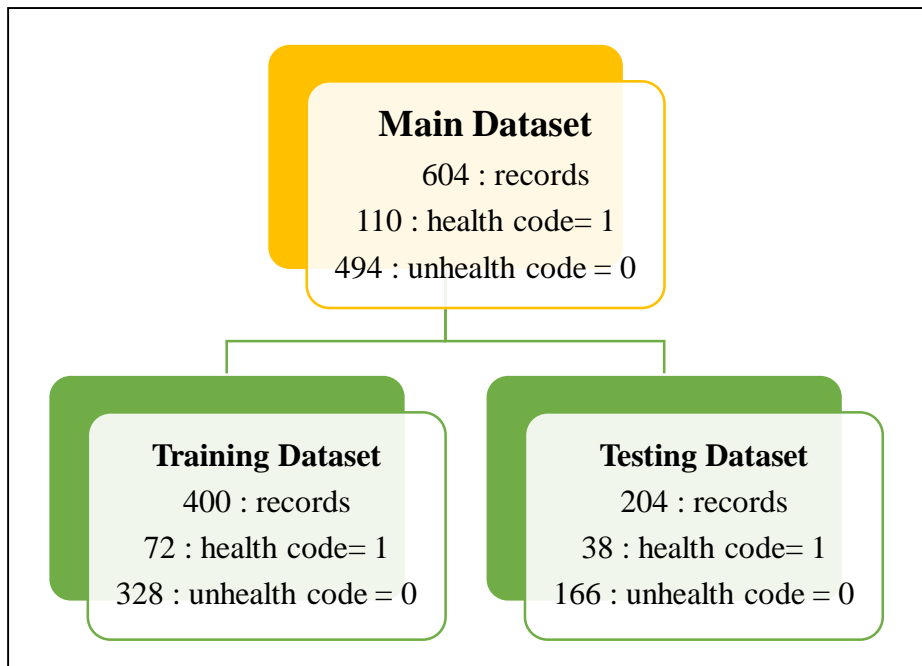 Main Dataset
604 : records
110 : health code= 1
494 : unhealth code = 0
Training Dataset
400 : records
72 : health code= 1
328 : unhealth code = 0
Testing Dataset
204 : records
38 : health code= 1
166 : unhealth code = 0